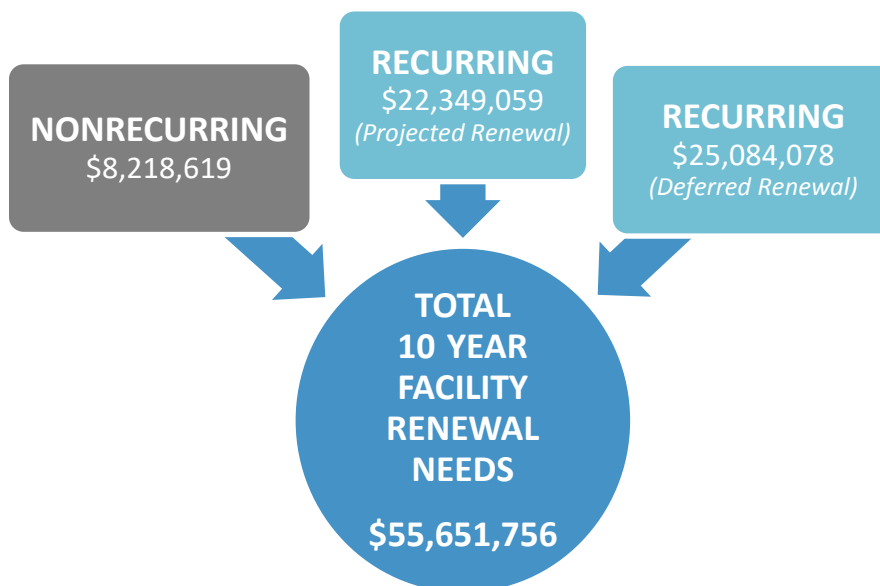 NONRECURRING
$8,218,619
RECURRING
$22,349,059
(Projected Renewal)
RECURRING
$25,084,078
(Deferred Renewal)
TOTAL
10 YEAR
FACILITY
RENEWAL
NEEDS
$55,651,756